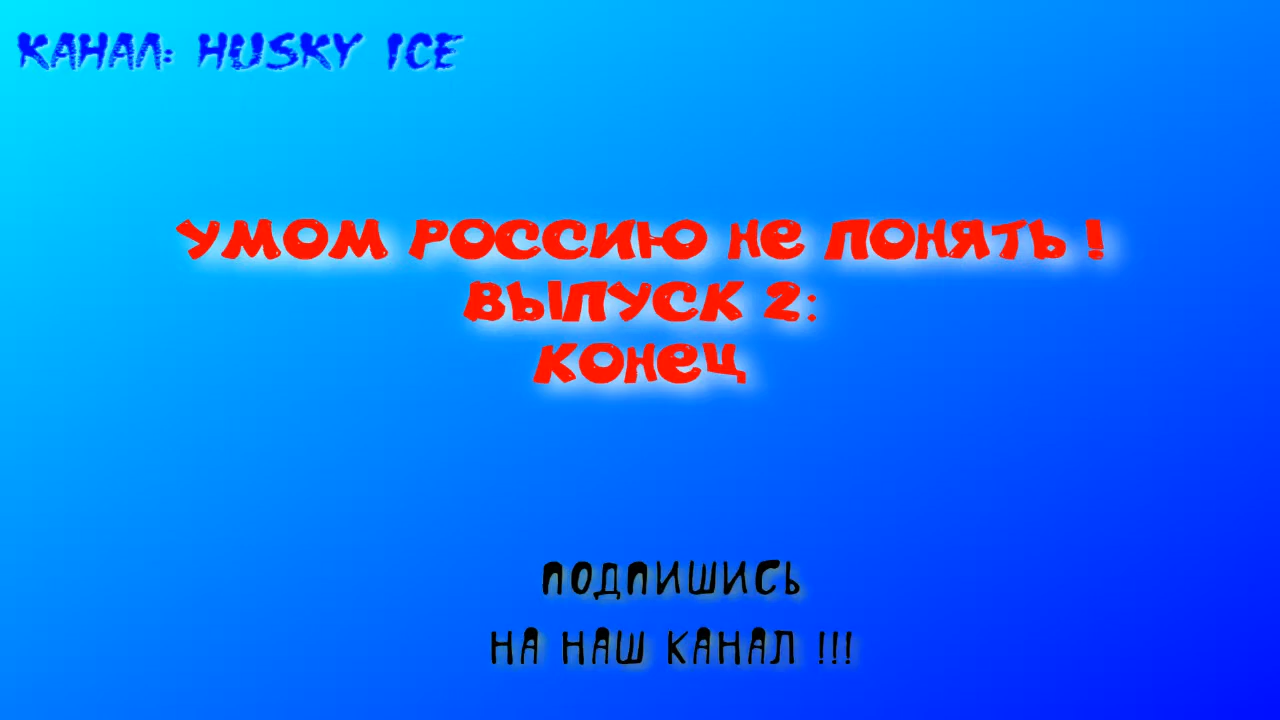 КАНАЛ: HUSKY ICE
УМОМ РОССИЮ НЕ ПОНЯТЬ !
ВЫПУСК 2:
КОНЕЦ
ПОДПИШИСЬ
НА НАШ КАНАЛ !!!